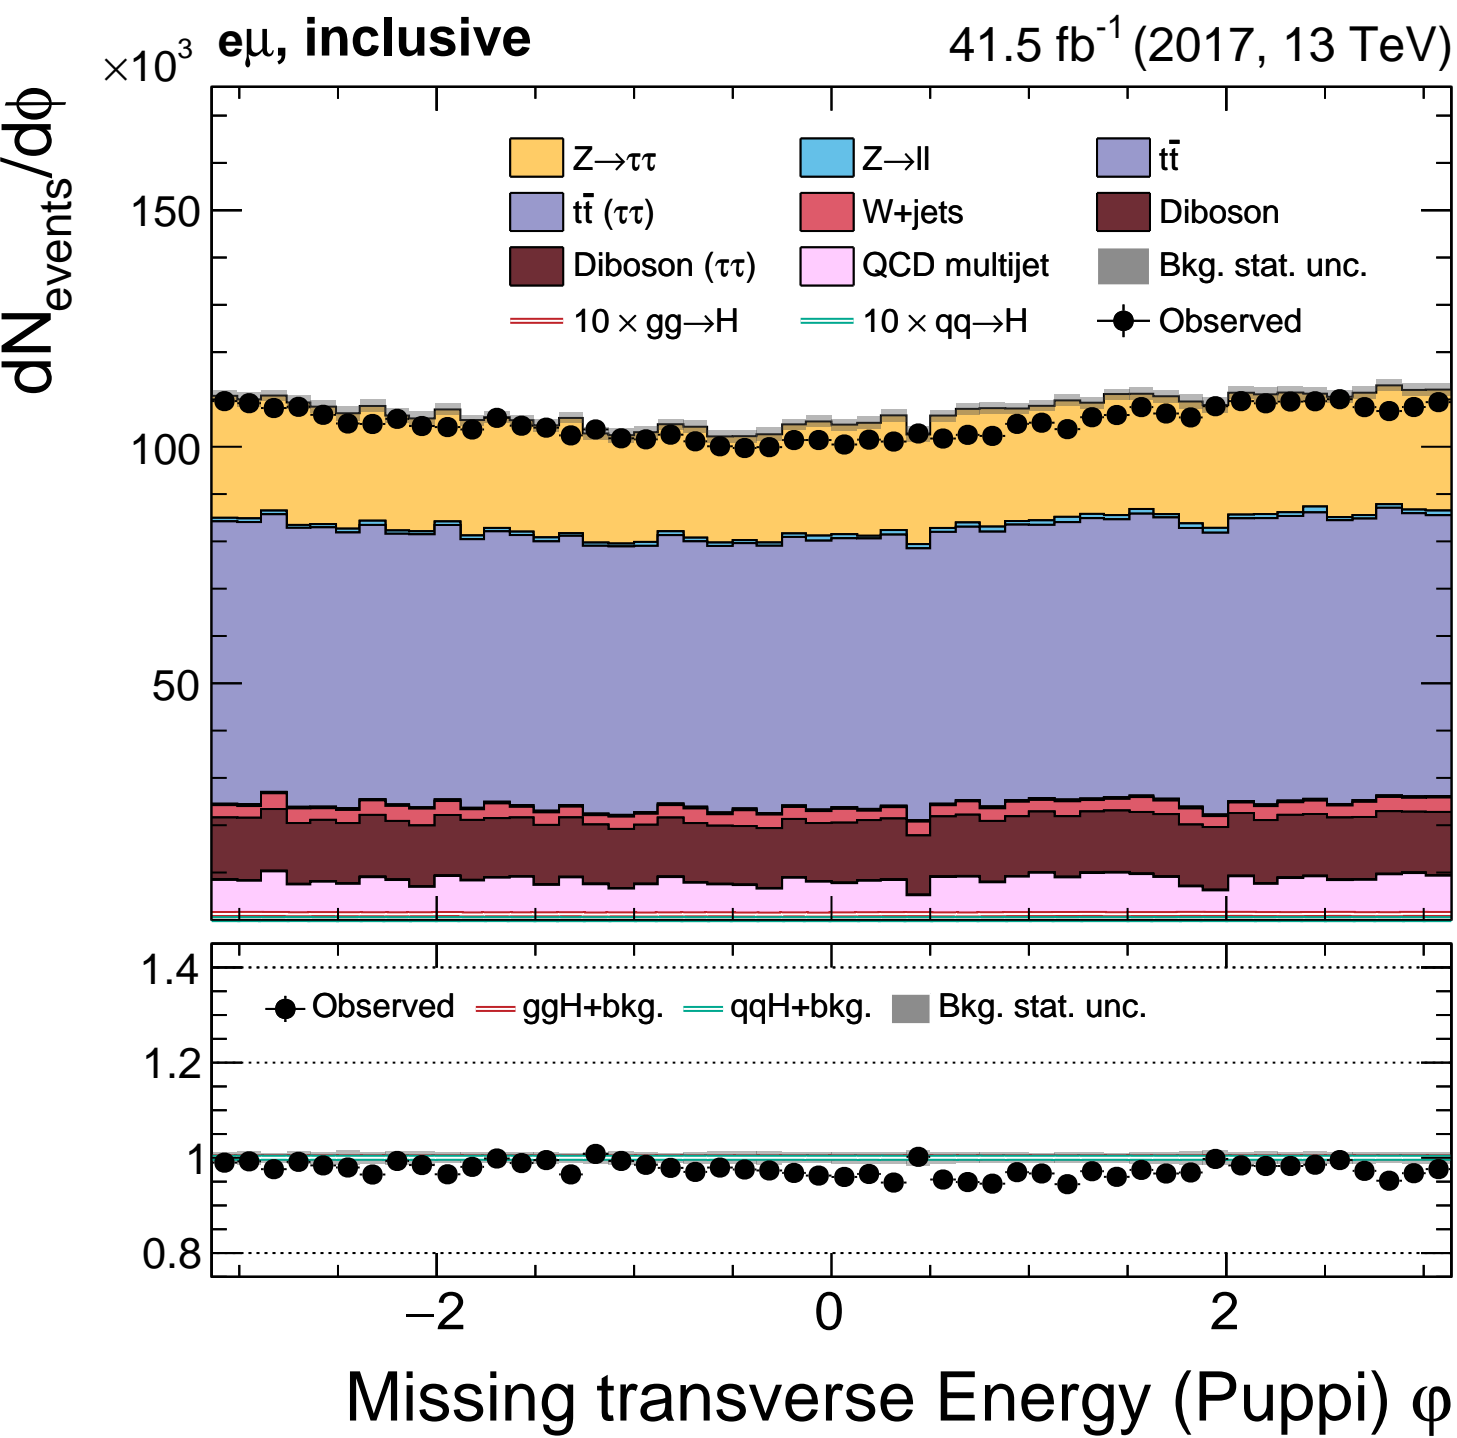 ×10³ eμ, inclusive 41.5 fb⁻¹ (2017, 13 TeV)
dN_events/dϕ
Z→ττ Z→ll tt̄
tt̄ (ττ) W+jets Diboson
Diboson (ττ) QCD multijet Bkg. stat. unc.
10 × gg→H 10 × qq→H Observed
150
100
50
1.4
Observed ggH+bkg. qqH+bkg. Bkg. stat. unc.
1.2
1
0.8
−2 0 2
Missing transverse Energy (Puppi) φ